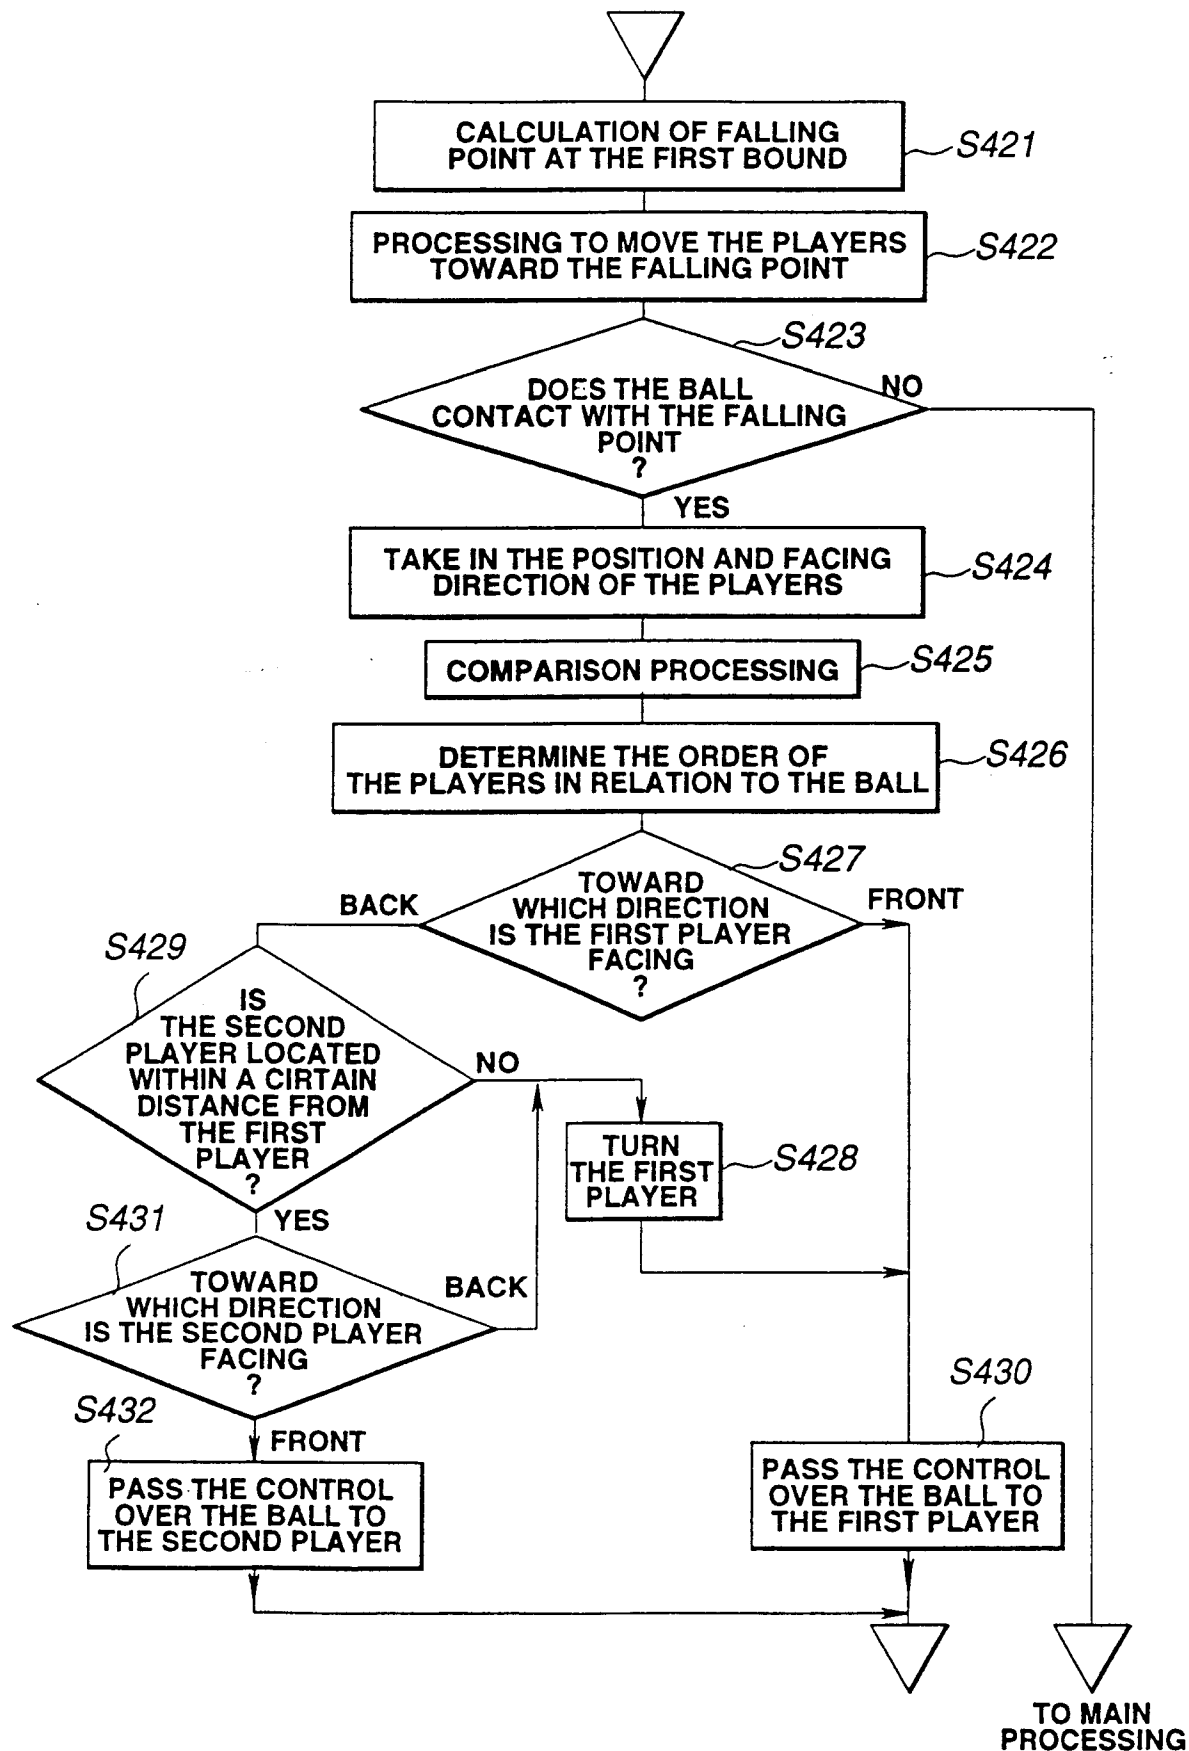 CALCULATION OF FALLING
POINT AT THE FIRST BOUND
S421
PROCESSING TO MOVE THE PLAYERS
TOWARD THE FALLING POINT
S422
S423
DOES THE BALL
CONTACT WITH THE FALLING
POINT
?
NO
YES
TAKE IN THE POSITION AND FACING
DIRECTION OF THE PLAYERS
S424
COMPARISON PROCESSING
S425
DETERMINE THE ORDER OF
THE PLAYERS IN RELATION TO THE BALL
S426
S427
TOWARD
WHICH DIRECTION
IS THE FIRST PLAYER
FACING
?
BACK
FRONT
S429
IS
THE SECOND
PLAYER LOCATED
WITHIN A CIRTAIN
DISTANCE FROM
THE FIRST
PLAYER
?
NO
YES
TURN
THE FIRST
PLAYER
S428
S431
TOWARD
WHICH DIRECTION
IS THE SECOND PLAYER
FACING
?
BACK
FRONT
S432
PASS THE CONTROL
OVER THE BALL TO
THE SECOND PLAYER
S430
PASS THE CONTROL
OVER THE BALL TO
THE FIRST PLAYER
TO MAIN
PROCESSING